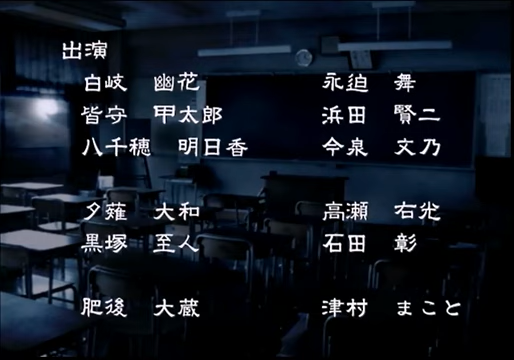 出演
白岐 幽花 永迫 舞
皆守 甲太郎 浜田 賢二
八千穂 明日香 今泉 文乃
夕薙 大和 高瀬 右光
黒塚 至人 石田 彰
肥後 大蔵 津村 まこと